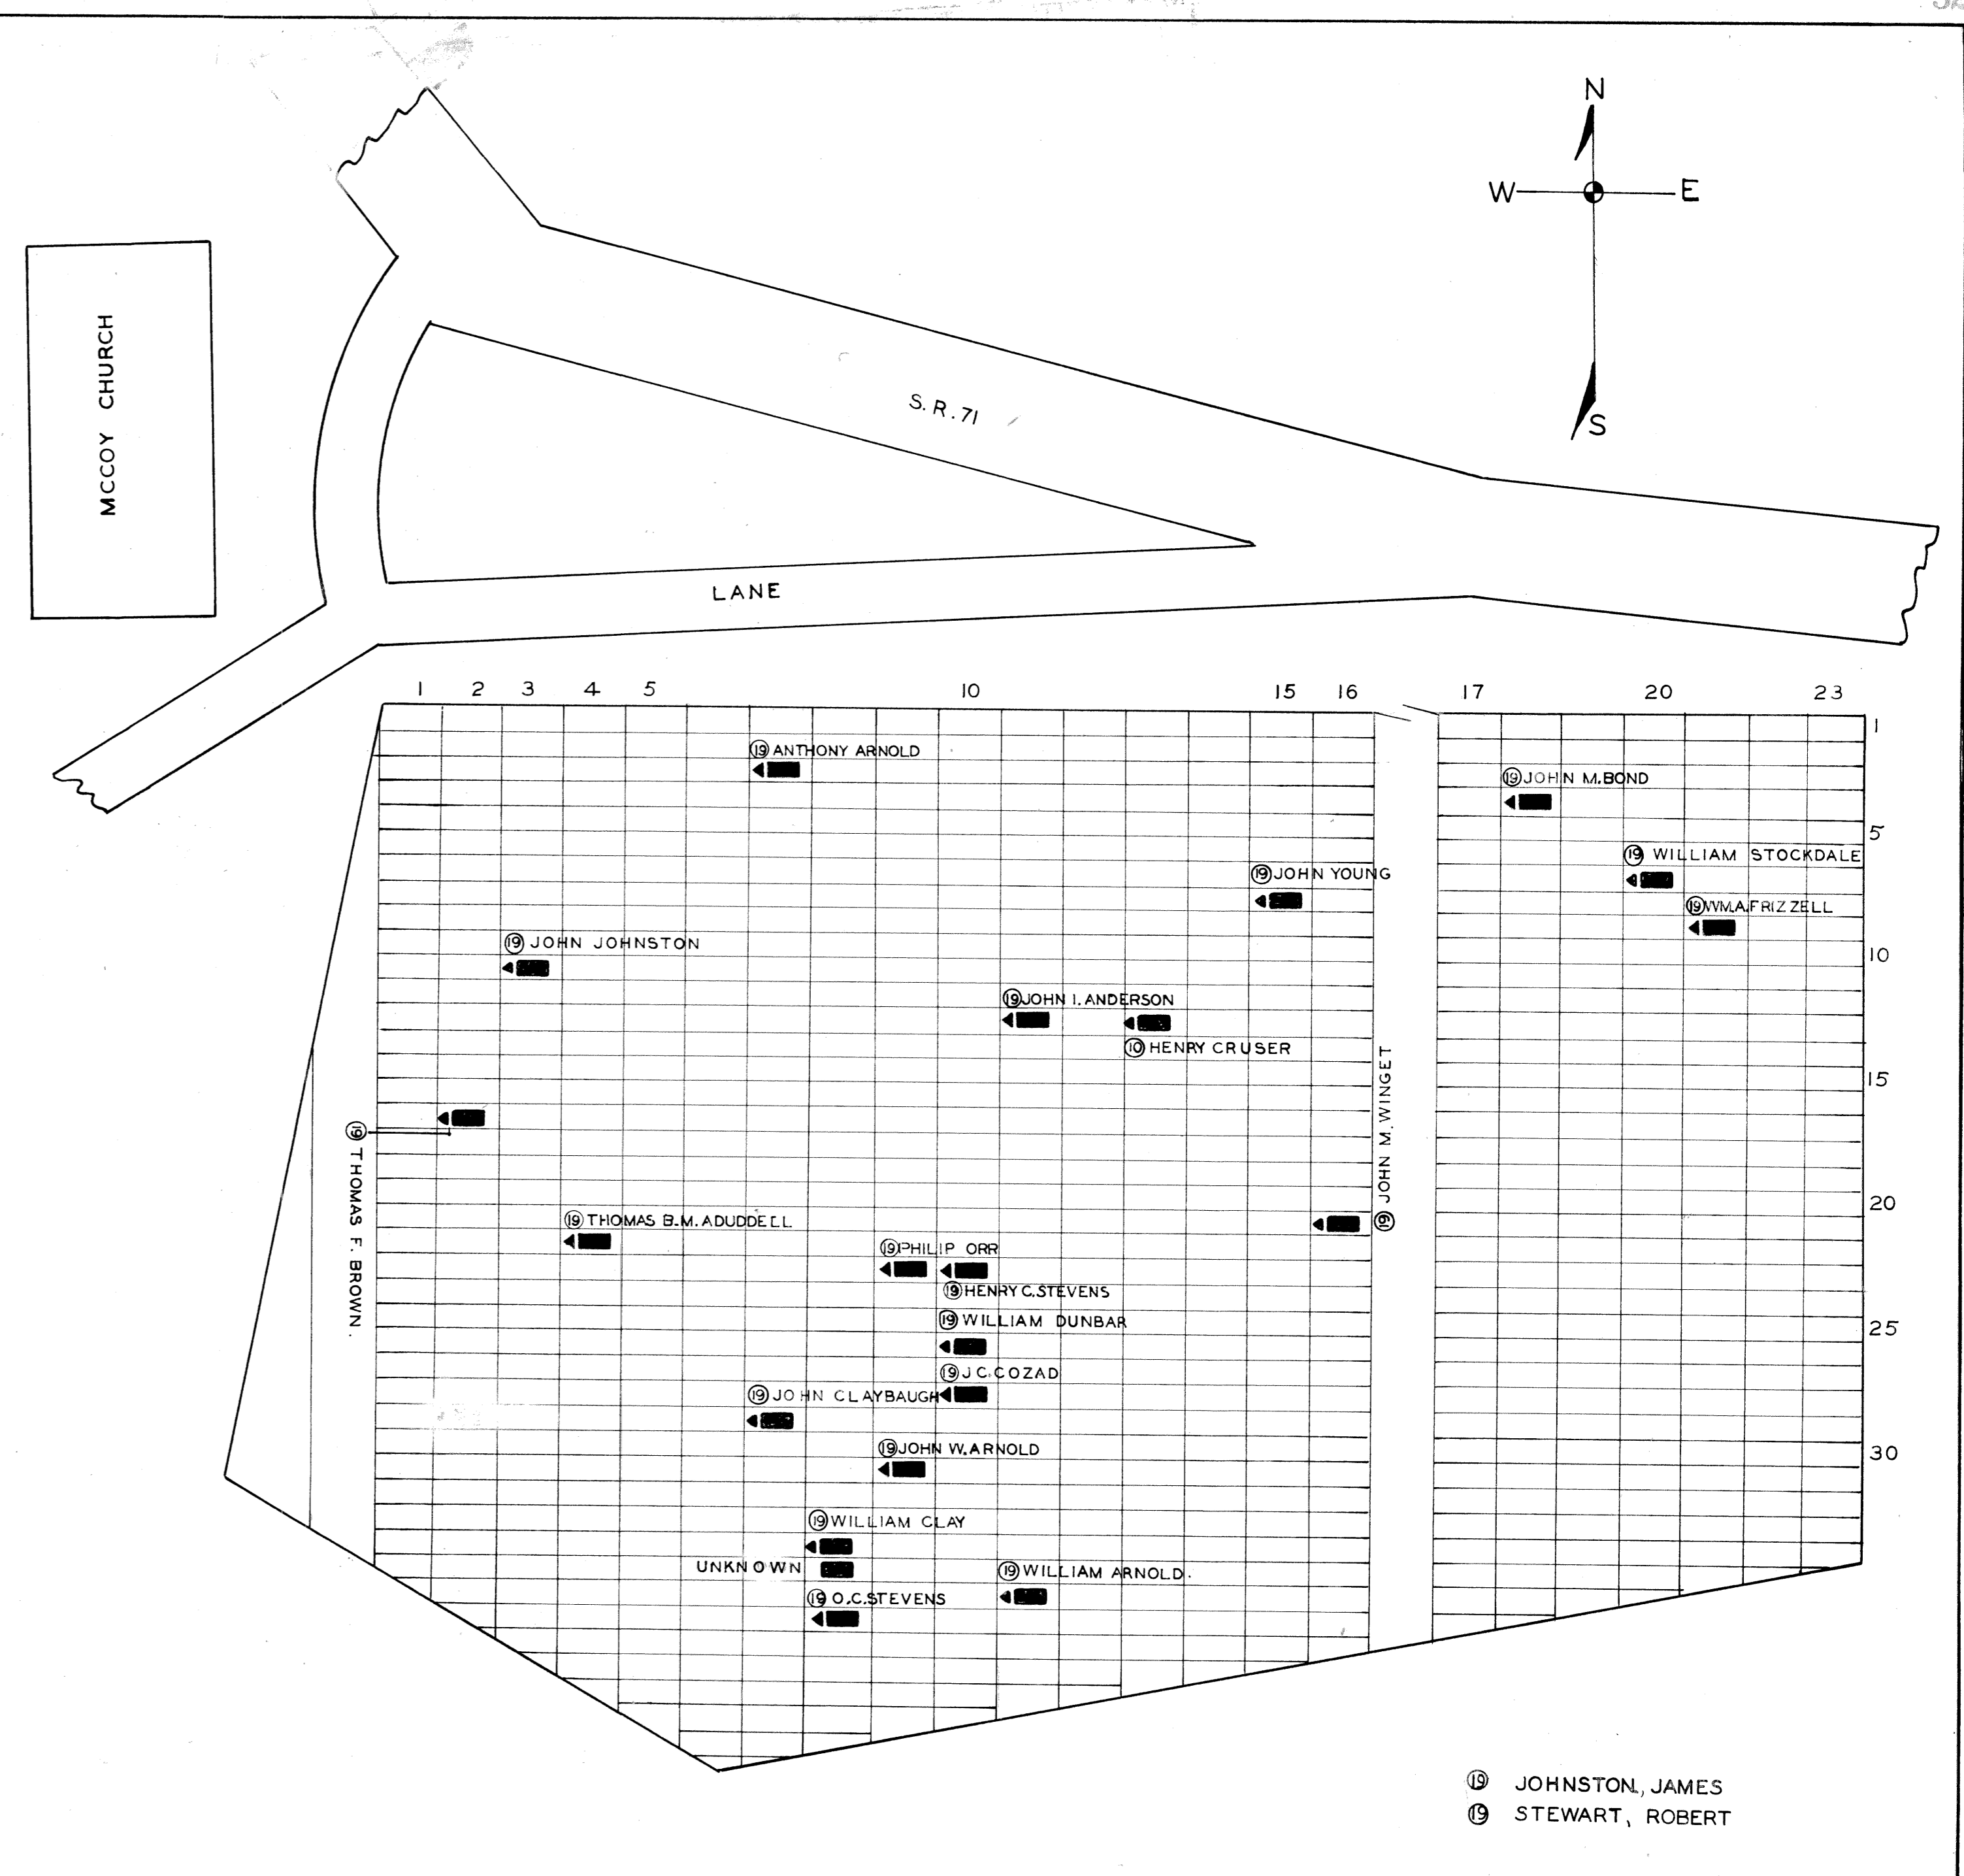 N
W E
S
MCCOY CHURCH
S. R. 71
LANE
1 2 3 4 5 10 15 16 17 20 23
1
19 ANTHONY ARNOLD
19 JOHN M. BOND
5
19 WILLIAM STOCKDALE
19 JOHN YOUNG
19 WM. A. FRIZZELL
19 JOHN JOHNSTON
10
19 JOHN I. ANDERSON
10 HENRY CRUSER
15
19 JOHN M. WINGET
19 THOMAS F. BROWN.
20
19 THOMAS B. M. ADUDDELL
19 PHILIP ORR
19 HENRY C. STEVENS
19 WILLIAM DUNBAR
25
19 J. C. COZAD
19 JOHN CLAYBAUGH
19 JOHN W. ARNOLD
30
19 WILLIAM CLAY
UNKNOWN
19 WILLIAM ARNOLD.
19 O.C. STEVENS
19 JOHNSTON, JAMES
19 STEWART, ROBERT